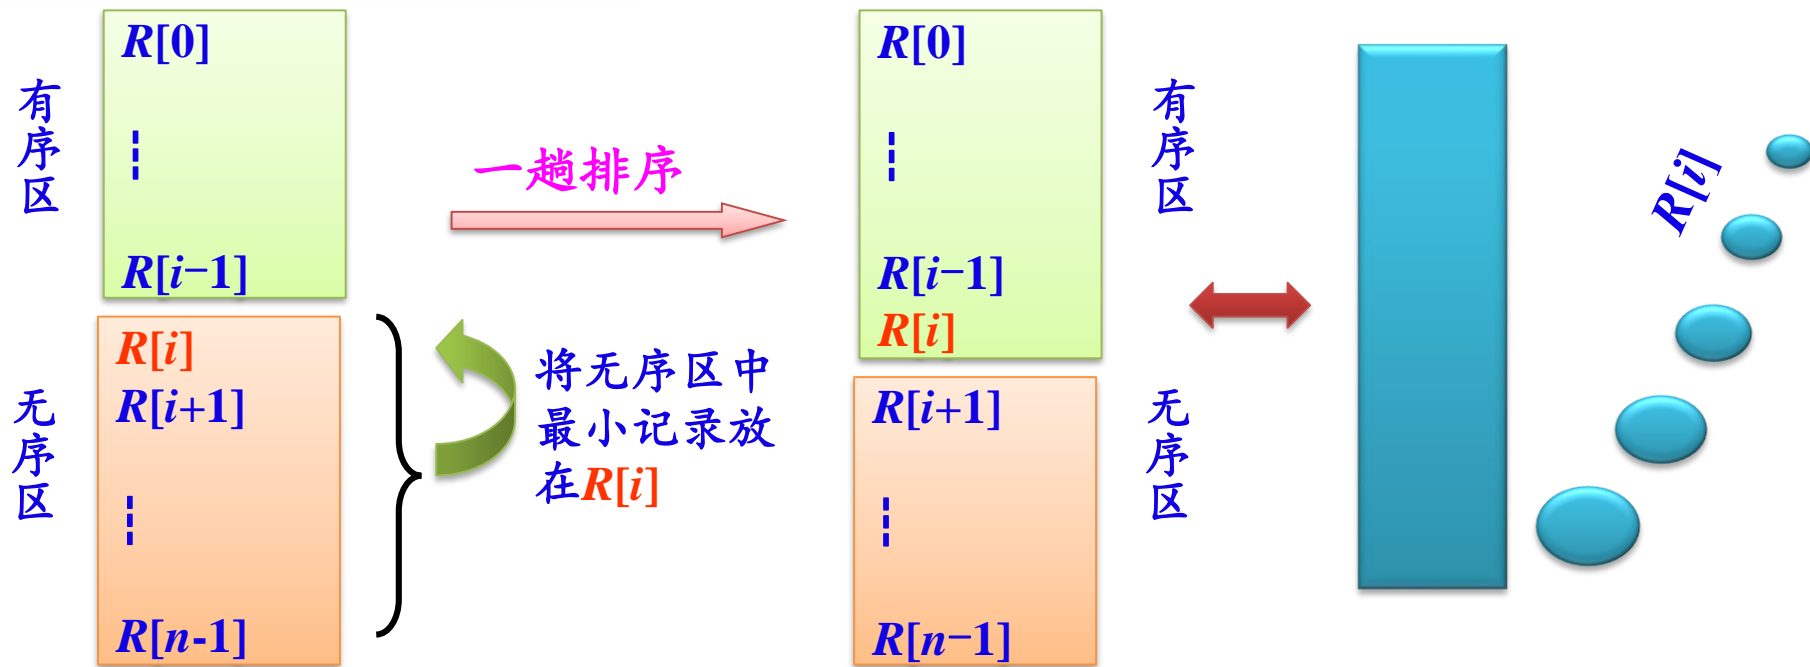 有序区
R[0]
⋮
R[i−1]
无序区
R[i]
R[i+1]
⋮
R[n-1]
一趟排序
将无序区中
最小记录放
在R[i]
R[0]
⋮
R[i−1]
R[i]
有序区
R[i+1]
⋮
R[n−1]
无序区
R[i]